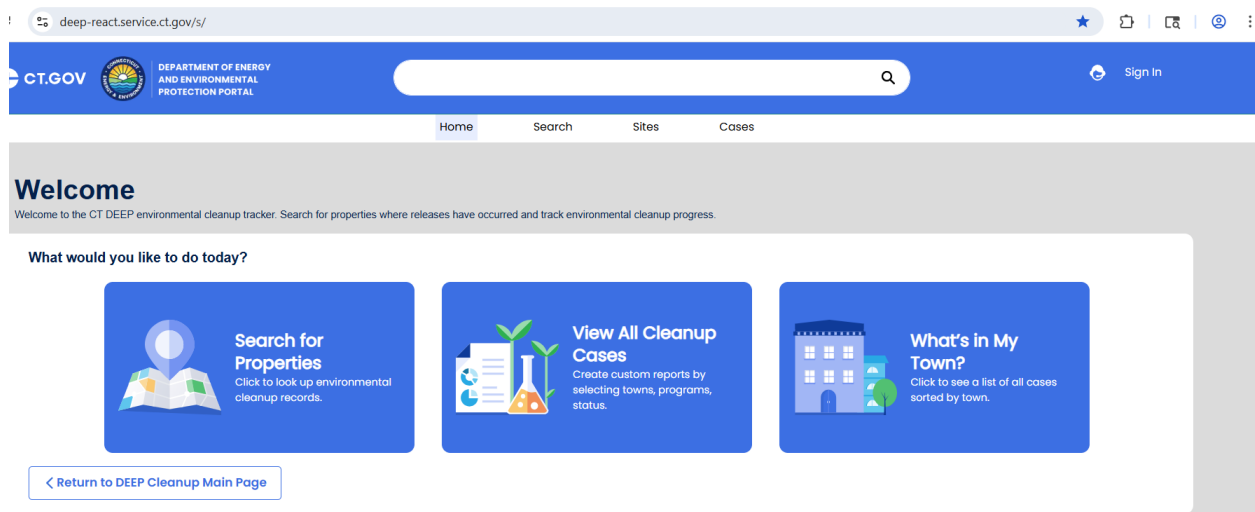 deep-react.service.ct.gov/s/
CT.GOV
DEPARTMENT OF ENERGY
AND ENVIRONMENTAL
PROTECTION PORTAL
Sign In
Home Search Sites Cases
Welcome
Welcome to the CT DEEP environmental cleanup tracker. Search for properties where releases have occurred and track environmental cleanup progress.
What would you like to do today?
Search for
Properties
Click to look up environmental
cleanup records.
View All Cleanup
Cases
Create custom reports by
selecting towns, programs,
status.
What's in My
Town?
Click to see a list of all cases
sorted by town.
Return to DEEP Cleanup Main Page